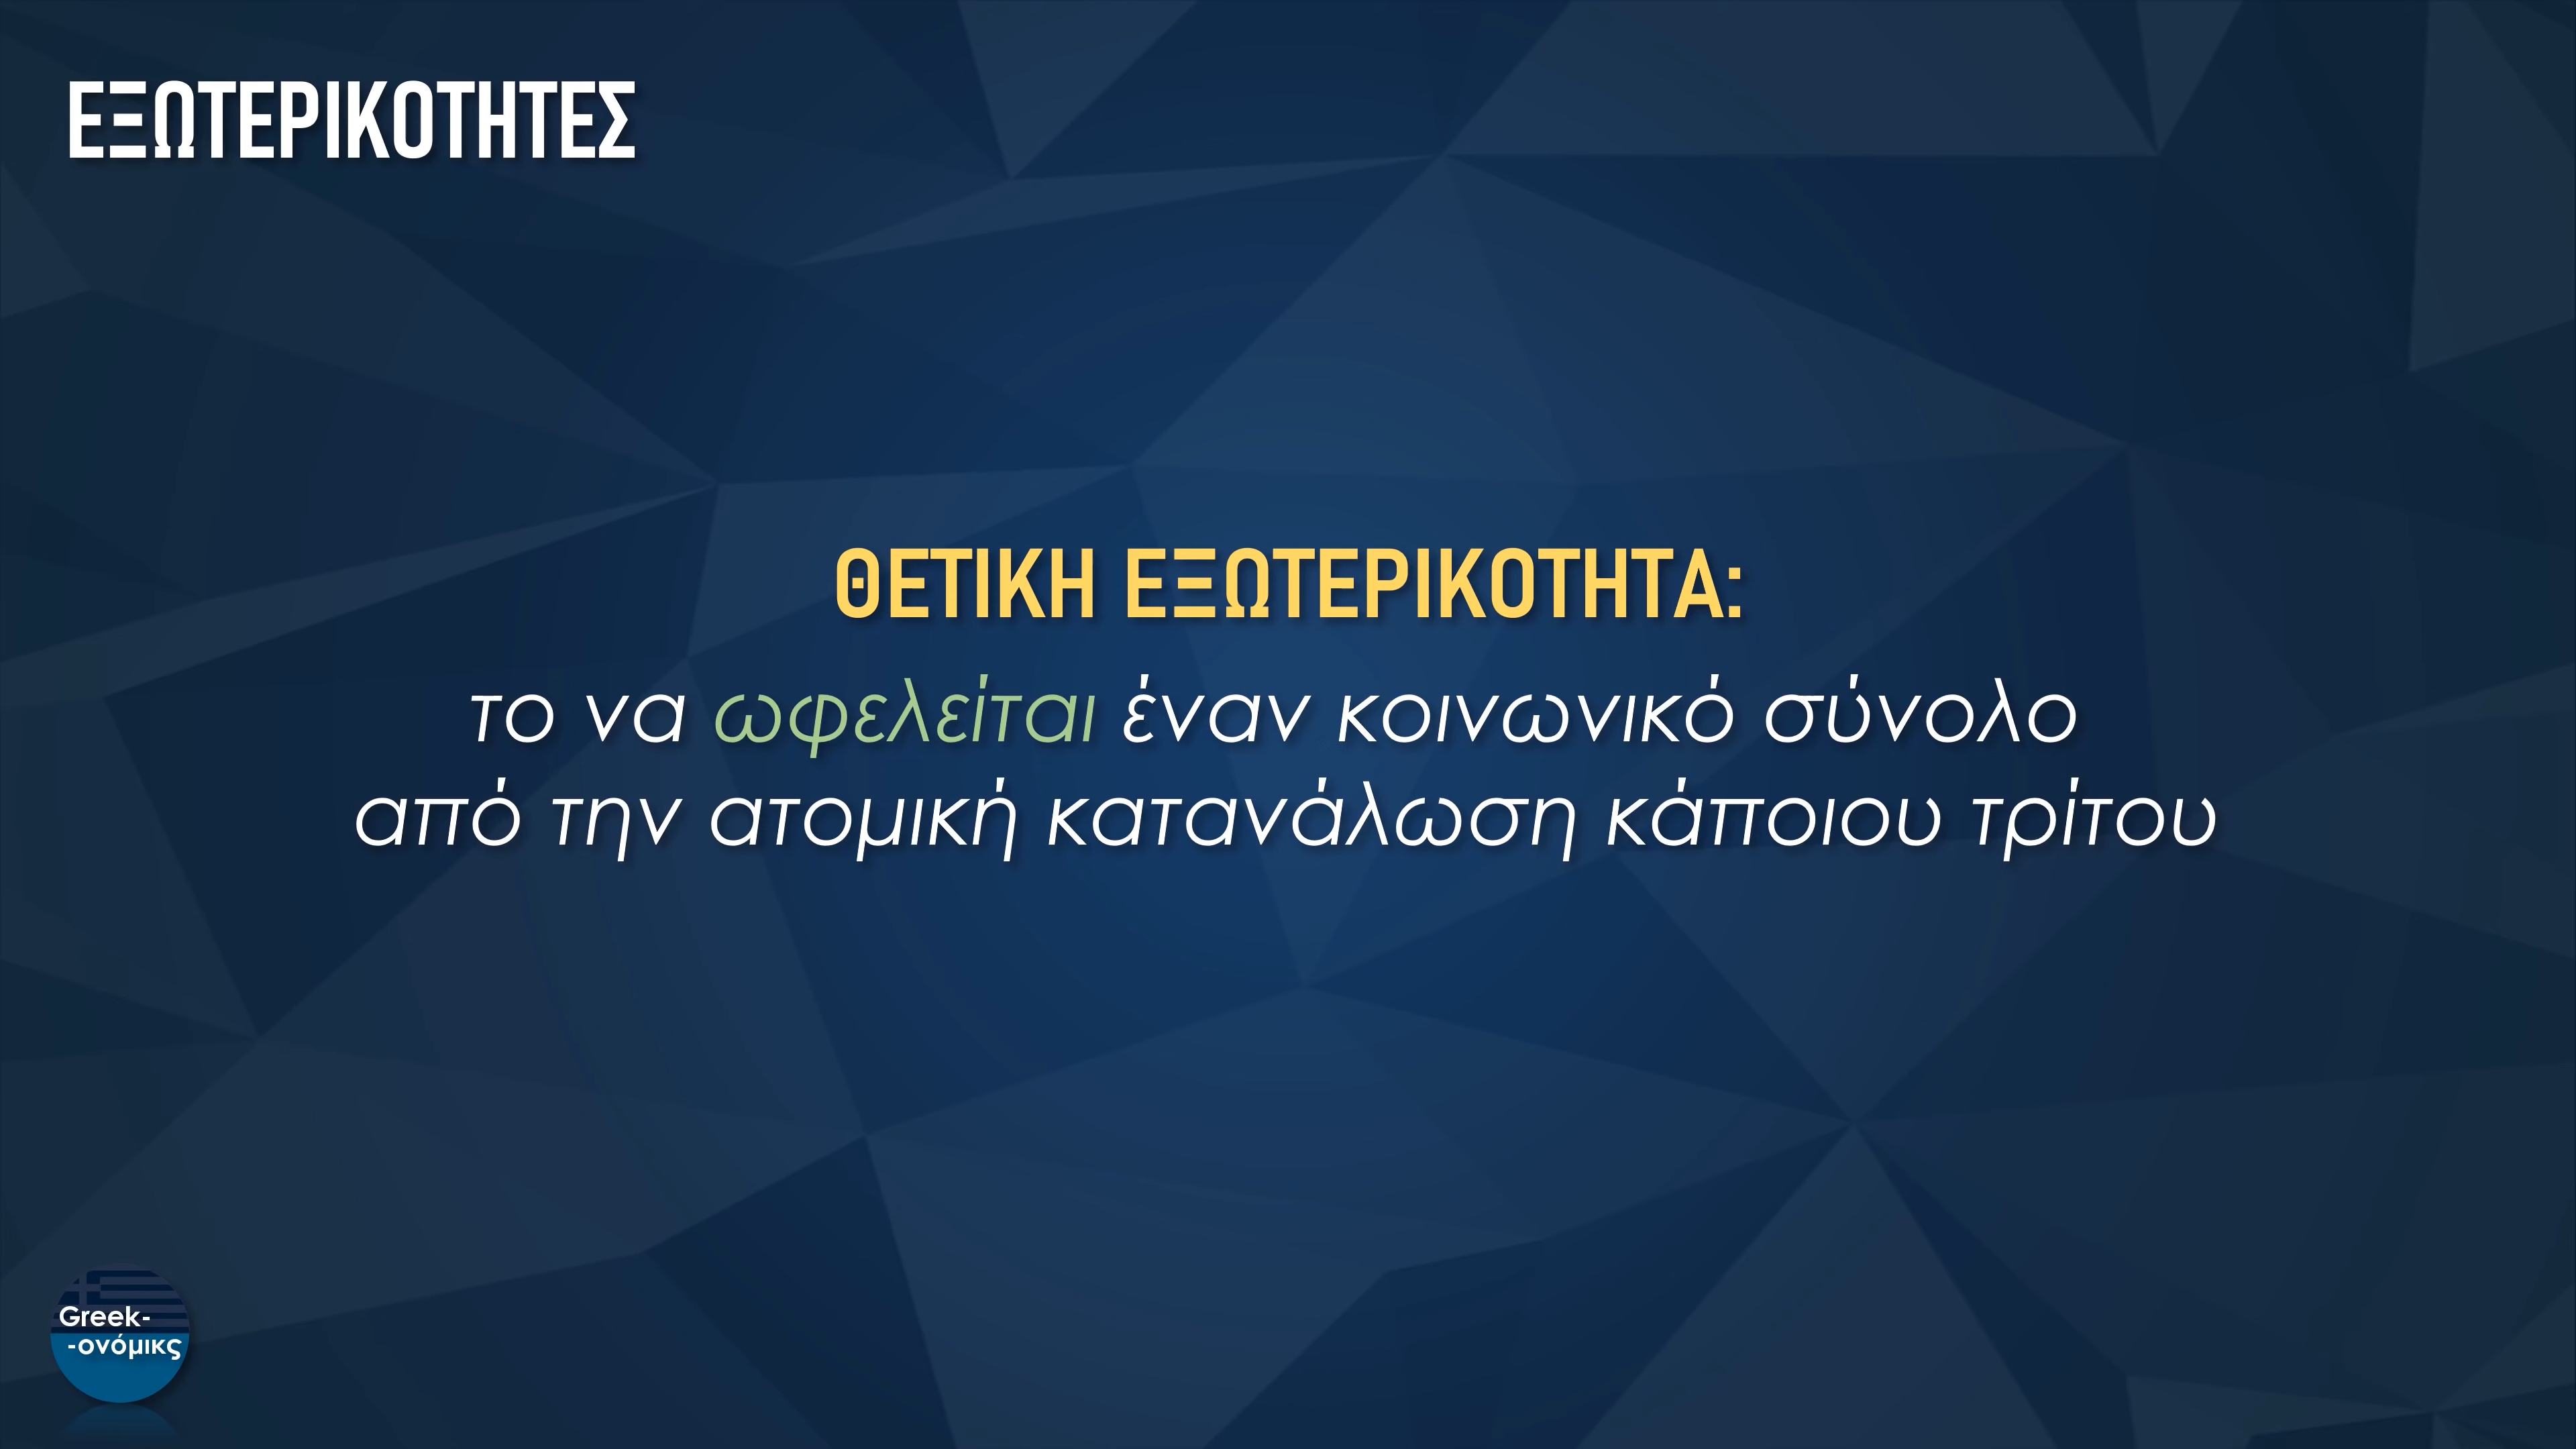 ΕΞΩΤΕΡΙΚΟΤΗΤΕΣ
ΘΕΤΙΚΗ ΕΞΩΤΕΡΙΚΟΤΗΤΑ:
το να ωφελείται έναν κοινωνικό σύνολο
από την ατομική κατανάλωση κάποιου τρίτου
Greek-
-ονόμικς